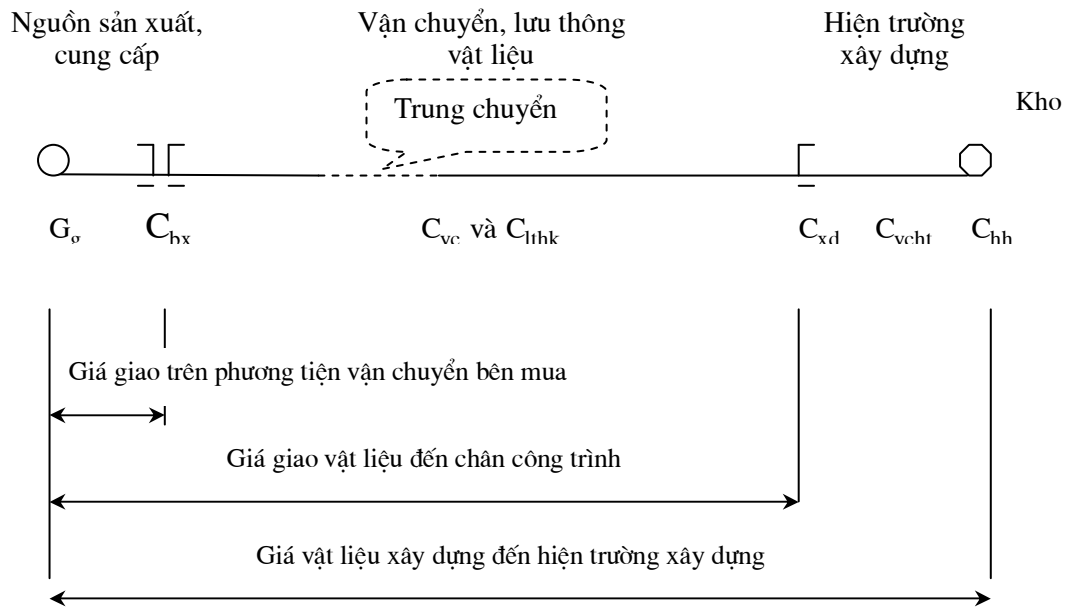 Nguồn sản xuất,
cung cấp
Vận chuyển, lưu thông
vật liệu
Hiện trường
xây dựng
Kho
Trung chuyển
Gg Cbx Cvc và Clthk Cxd Cvcht Chh
Giá giao trên phương tiện vận chuyển bên mua
Giá giao vật liệu đến chân công trình
Giá vật liệu xây dựng đến hiện trường xây dựng